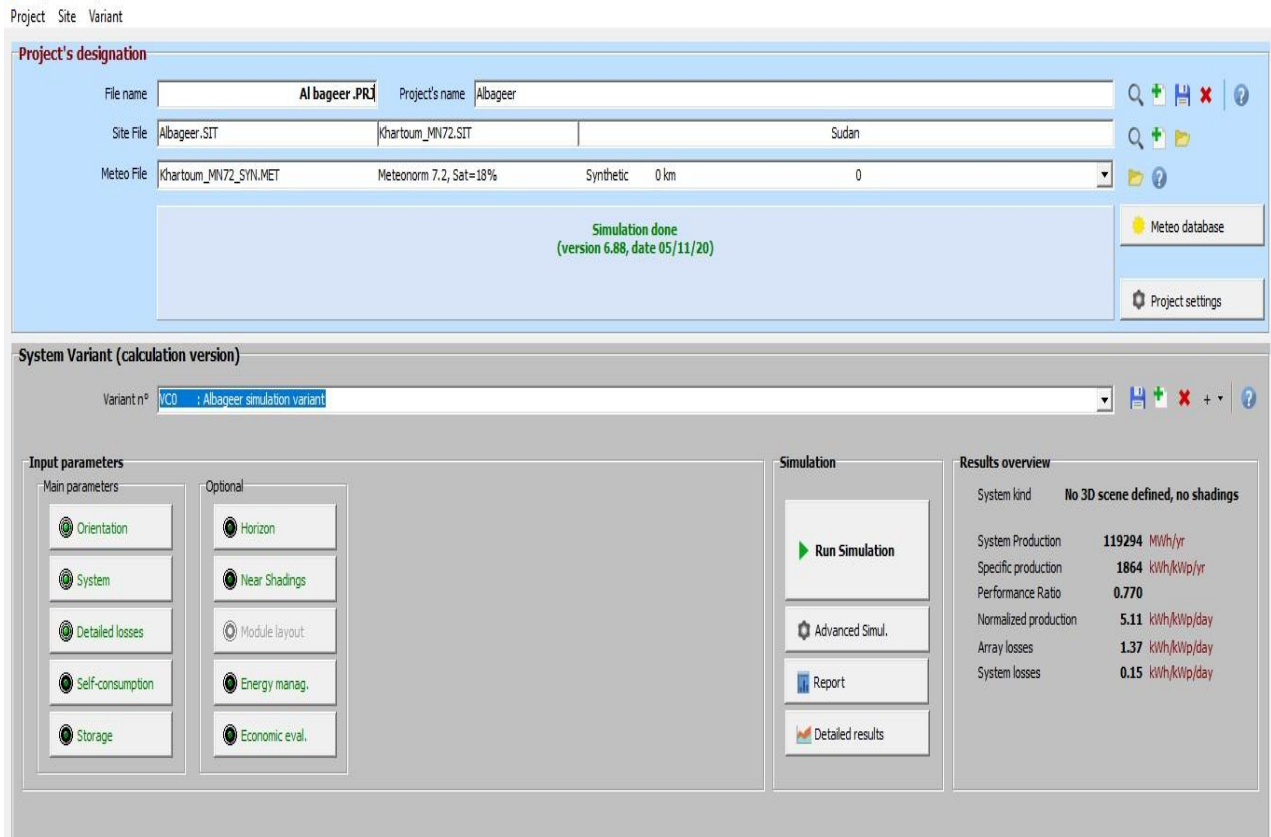 Project Site Variant
Project's designation
File name Al bageer .PRJ Project's name Albageer
Site File Albageer.SIT Khartoum_MN72.SIT Sudan
Meteo File Khartoum_MN72_SYN.MET Meteonorm 7.2, Sat=18% Synthetic 0 km 0
Simulation done
(version 6.88, date 05/11/20)
Meteo database
Project settings
System Variant (calculation version)
Variant n° VC0 : Albageer simulation variant
Input parameters
Main parameters
Orientation
System
Detailed losses
Self-consumption
Storage
Optional
Horizon
Near Shadings
Module layout
Energy manag.
Economic eval.
Simulation
Run Simulation
Advanced Simul.
Report
Detailed results
Results overview
System kind No 3D scene defined, no shadings
System Production 119294 MWh/yr
Specific production 1864 kWh/kWp/yr
Performance Ratio 0.770
Normalized production 5.11 kWh/kWp/day
Array losses 1.37 kWh/kWp/day
System losses 0.15 kWh/kWp/day